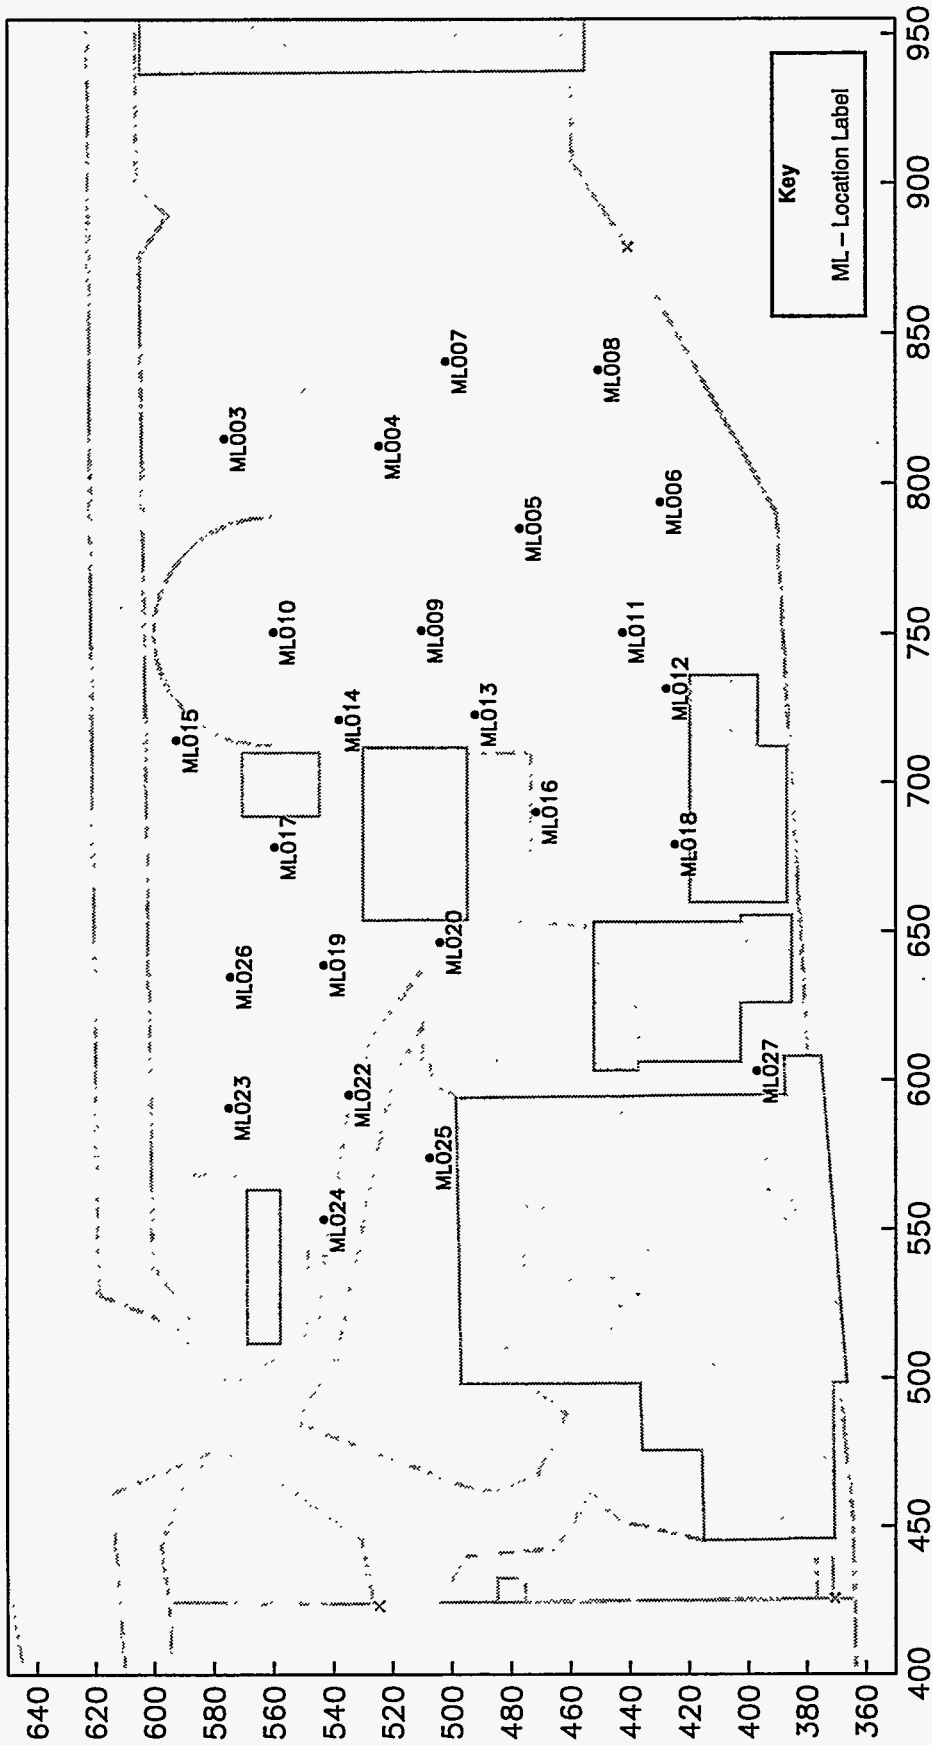 Key
ML – Location Label
ML003
ML007
ML004
ML008
ML005
ML006
ML010
ML009
ML011
ML015
ML014
ML013
ML012
ML017
ML016
ML018
ML026
ML019
ML020
ML023
ML022
ML025
ML027
ML024
640
620
600
580
560
540
520
500
480
460
440
420
400
380
360
400
450
500
550
600
650
700
750
800
850
900
950